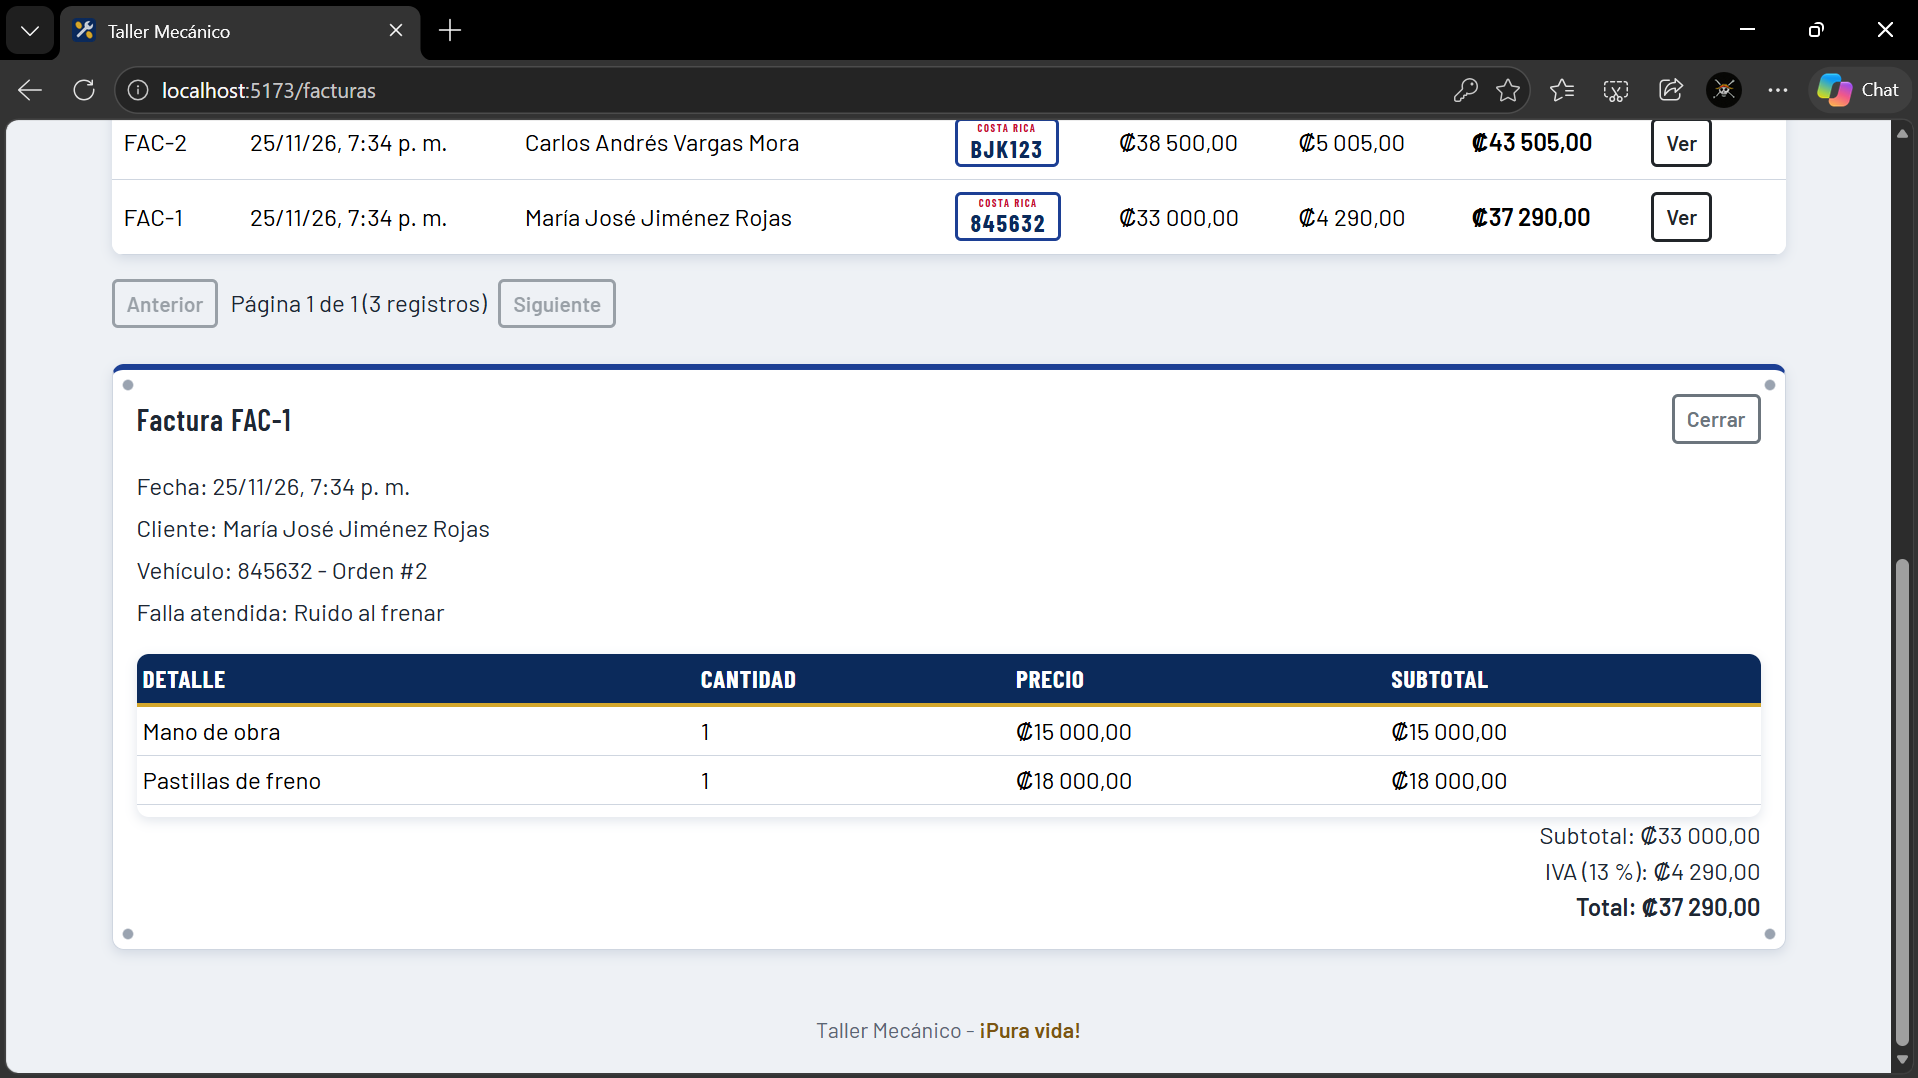 Taller Mecánico
localhost:5173/facturas
Chat
FAC-2 25/11/26, 7:34 p. m. Carlos Andrés Vargas Mora COSTA RICA BJK123 ₡38 500,00 ₡5 005,00 ₡43 505,00 Ver
FAC-1 25/11/26, 7:34 p. m. María José Jiménez Rojas COSTA RICA 845632 ₡33 000,00 ₡4 290,00 ₡37 290,00 Ver
Anterior Página 1 de 1 (3 registros) Siguiente
Factura FAC-1 Cerrar
Fecha: 25/11/26, 7:34 p. m.
Cliente: María José Jiménez Rojas
Vehículo: 845632 - Orden #2
Falla atendida: Ruido al frenar
DETALLE CANTIDAD PRECIO SUBTOTAL
Mano de obra 1 ₡15 000,00 ₡15 000,00
Pastillas de freno 1 ₡18 000,00 ₡18 000,00
Subtotal: ₡33 000,00
IVA (13 %): ₡4 290,00
Total: ₡37 290,00
Taller Mecánico - ¡Pura vida!